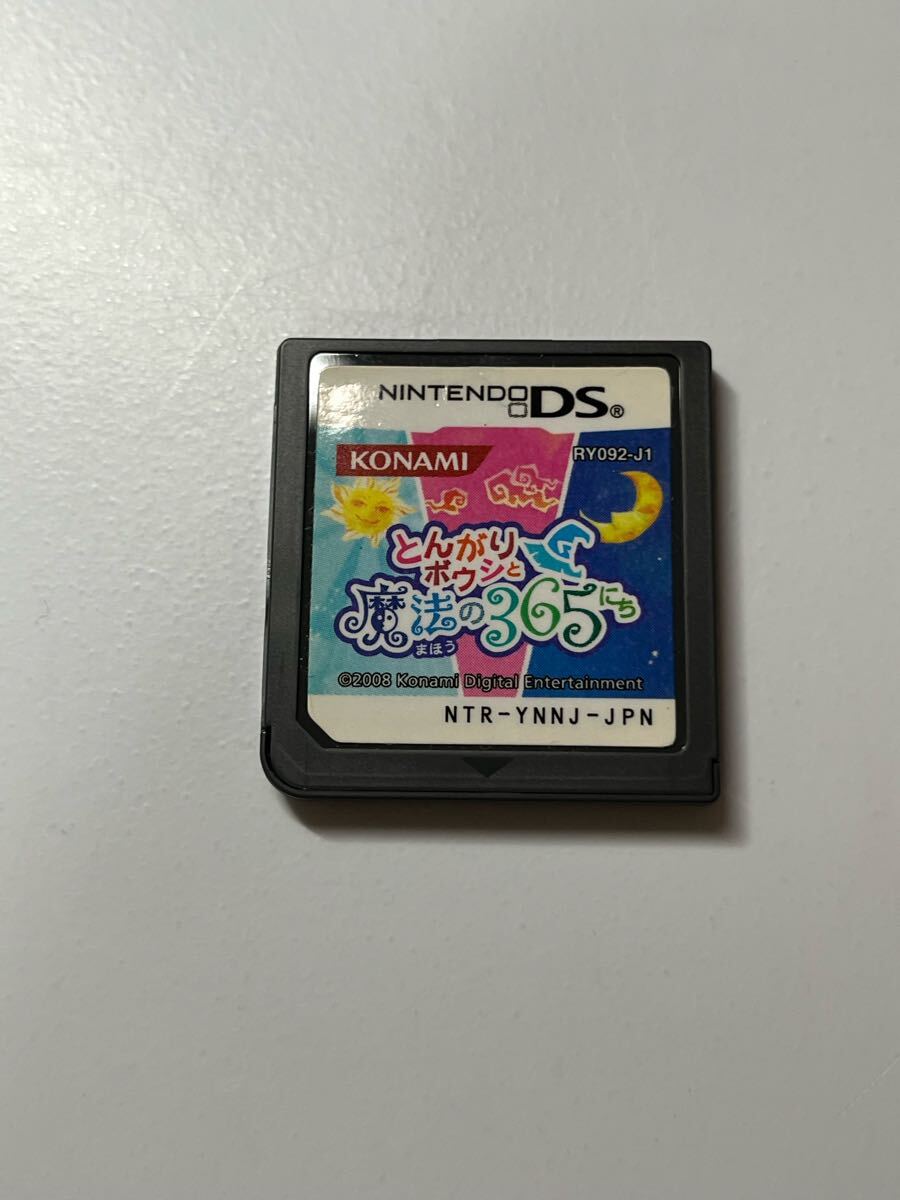 NINTENDO DS®
KONAMI
RY092-J1
とんがり
ボウシと
魔法の365にち
まほう
©2008 Konami Digital Entertainment
NTR-YNNJ-JPN